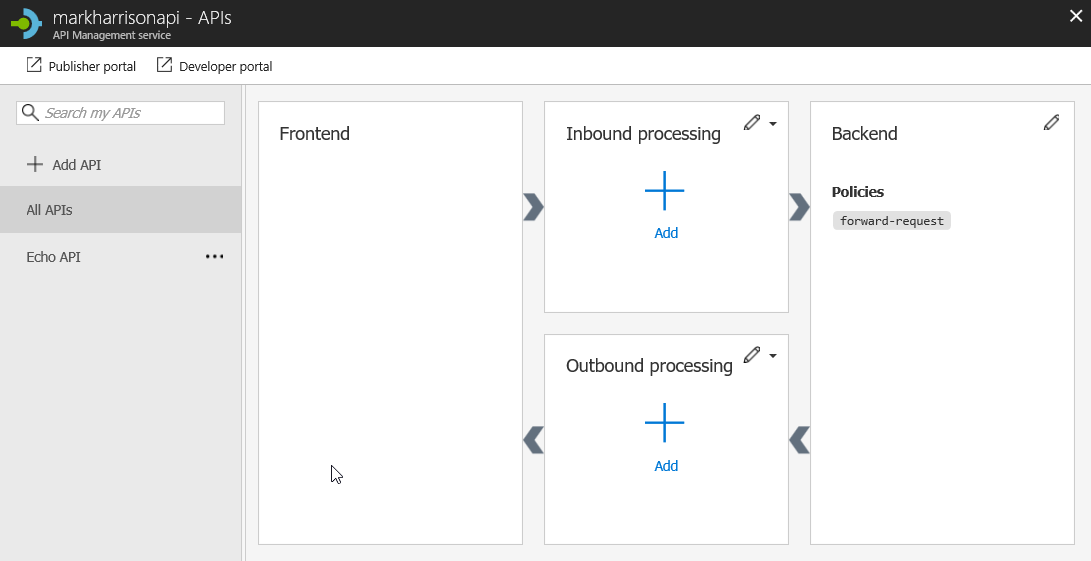 markharrisonapi - APIs
API Management service
Publisher portal
Developer portal
Search my APIs
Add API
All APIs
Echo API
Frontend
Inbound processing
Add
Outbound processing
Add
Backend
Policies
forward-request